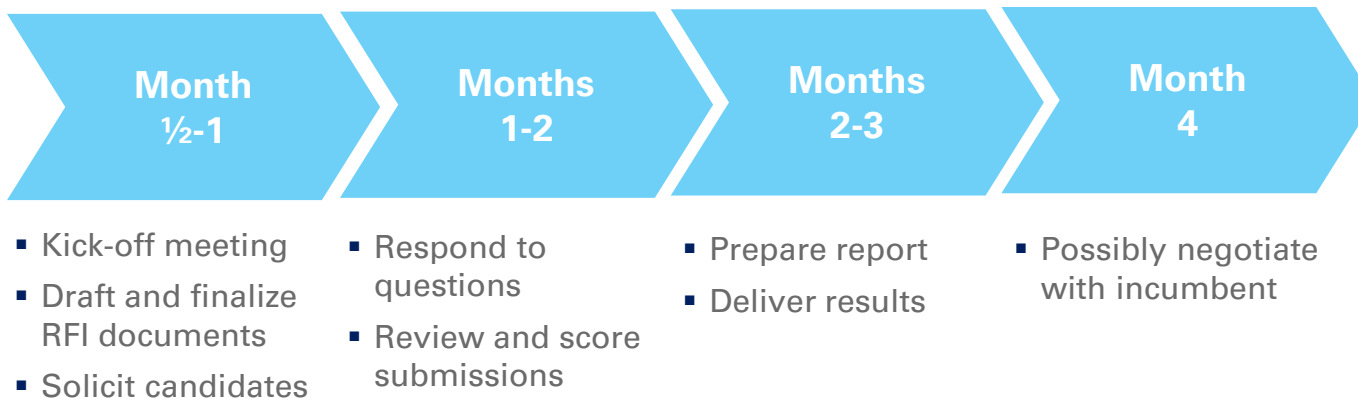 Month
½-1
Months
1-2
Months
2-3
Month
4
▪ Kick-off meeting
▪ Draft and finalize
RFI documents
▪ Solicit candidates
▪ Respond to
questions
▪ Review and score
submissions
▪ Prepare report
▪ Deliver results
▪ Possibly negotiate
with incumbent